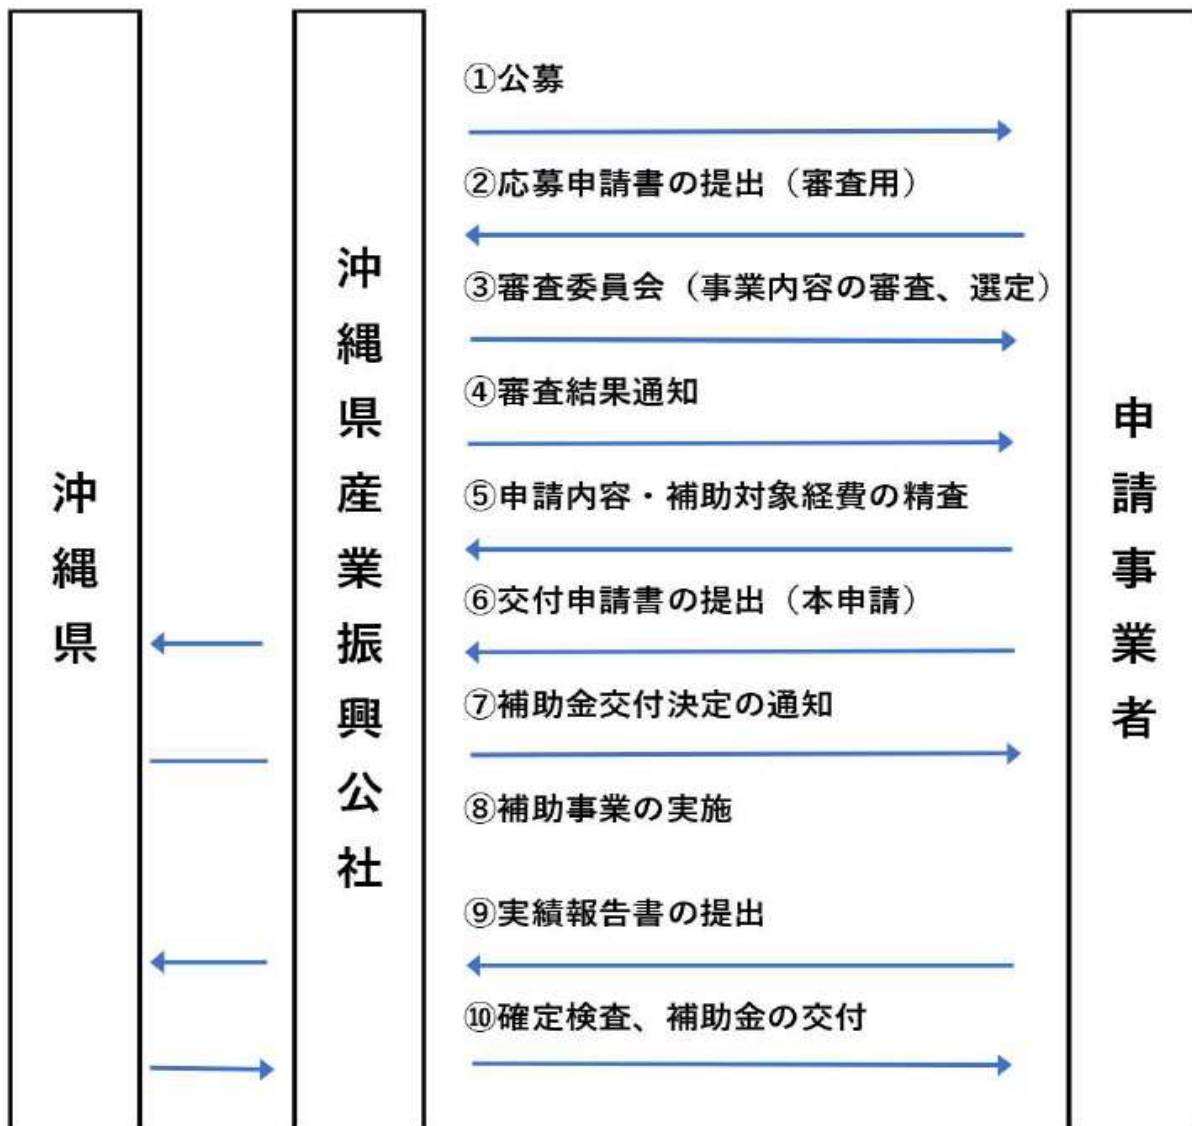 沖縄県
沖縄県産業振興公社
①公募
②応募申請書の提出（審査用）
③審査委員会（事業内容の審査、選定）
④審査結果通知
⑤申請内容・補助対象経費の精査
⑥交付申請書の提出（本申請）
⑦補助金交付決定の通知
⑧補助事業の実施
⑨実績報告書の提出
⑩確定検査、補助金の交付
申請事業者